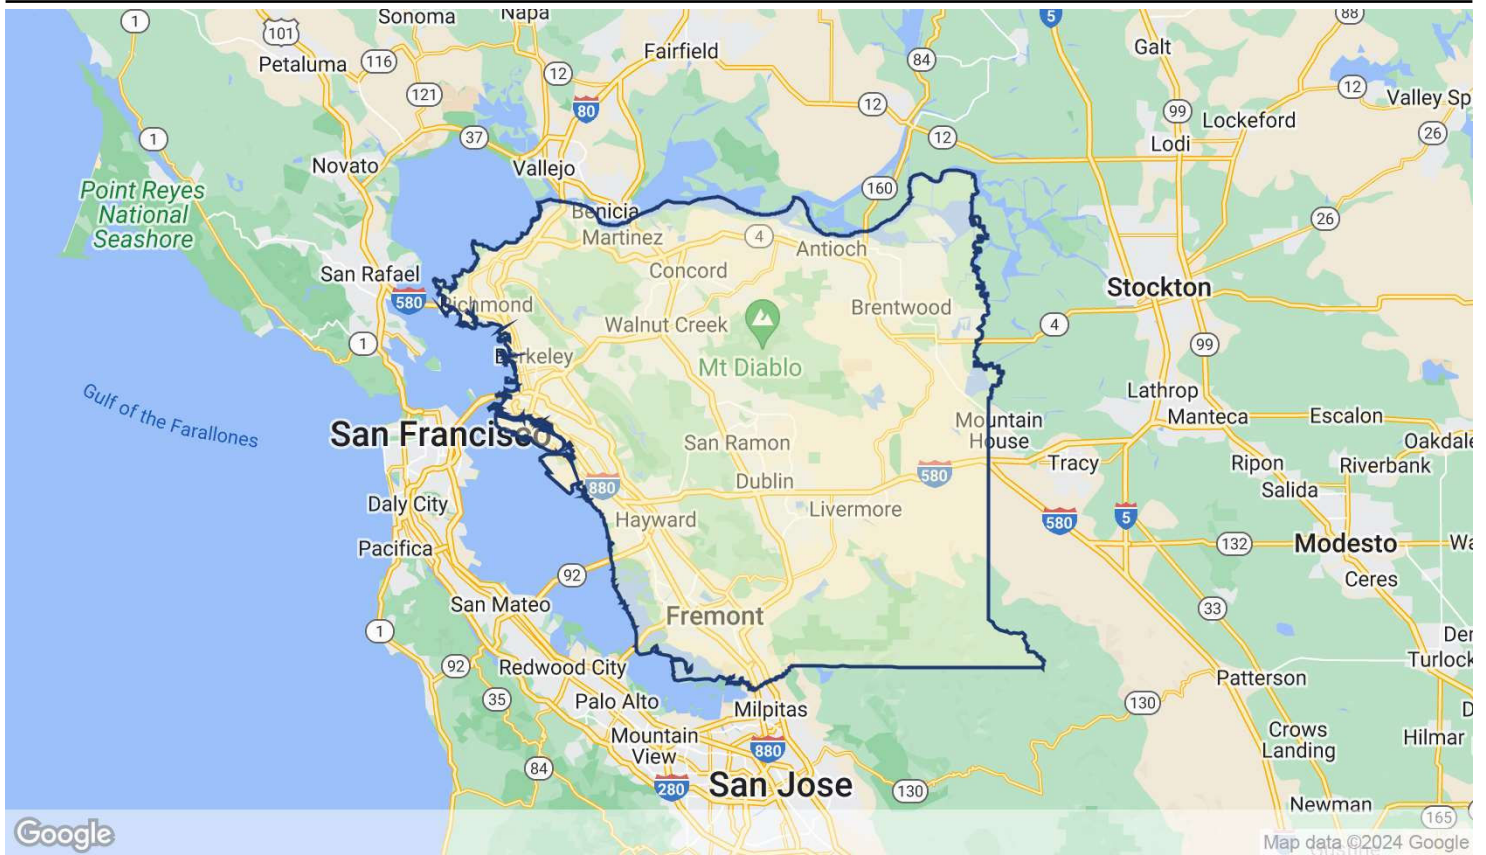 1
Sonoma
Napa
5
88
101
Petaluma
116
Fairfield
Galt
84
12
121
80
12
12
Valley Sp
99
Lockeford
26
1
37
12
Lodi
Novato
Vallejo
160
Point Reyes
National
Seashore
Benicia
26
Martinez
4
Antioch
San Rafael
Concord
Stockton
580
Richmond
Brentwood
Walnut Creek
4
1
99
Berkeley
Mt Diablo
Lathrop
Gulf of the Farallones
Manteca
Escalon
Mountain
House
San Francisco
San Ramon
Oakdale
Tracy
Ripon
Riverbank
880
Dublin
580
Salida
Daly City
Livermore
Hayward
580
5
132
Modesto
Wa
Pacifica
92
Ceres
San Mateo
33
Fremont
1
Der
92
Redwood City
Turlock
Patterson
35
Palo Alto
Milpitas
130
D
Mountain
View
880
Crows
Landing
Hilmar
84
280
San Jose
130
Newman
165
Google
Map data ©2024 Google